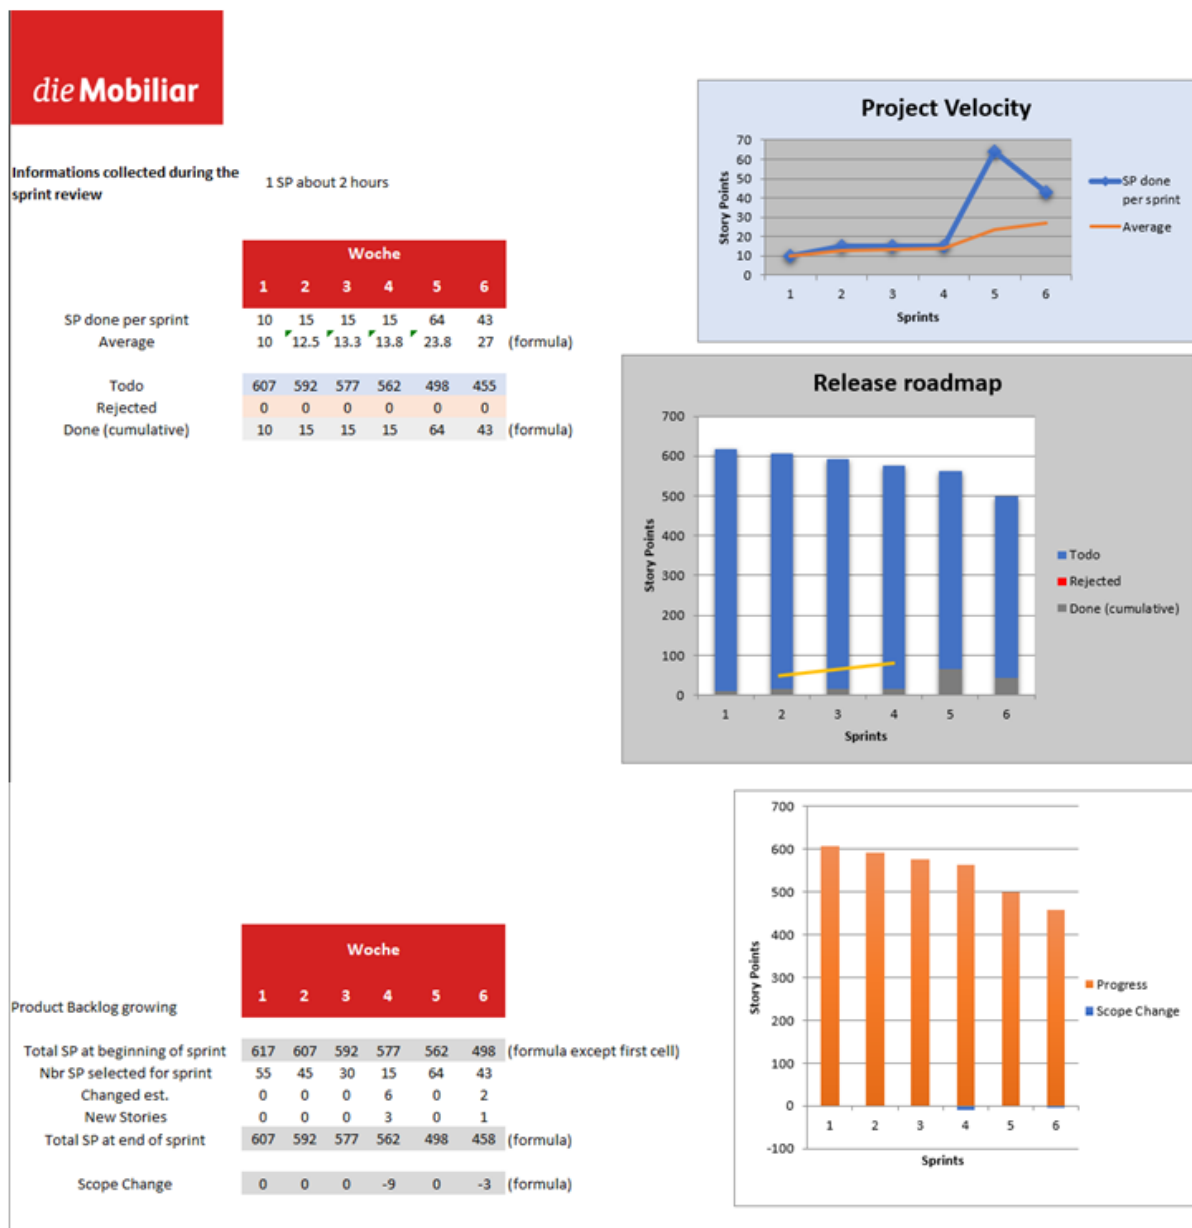 die Mobiliar
Informations collected during the
sprint review
1 SP about 2 hours
Woche
1 2 3 4 5 6
SP done per sprint 10 15 15 15 64 43
Average 10 12.5 13.3 13.8 23.8 27 (formula)
Todo 607 592 577 562 498 455
Rejected 0 0 0 0 0 0
Done (cumulative) 10 15 15 15 64 43 (formula)
Project Velocity
70
60
50
40
30
20
10
0
Story Points
1 2 3 4 5 6
Sprints
SP done
per sprint
Average
Release roadmap
700
600
500
400
300
200
100
0
Story Points
1 2 3 4 5 6
Sprints
Todo
Rejected
Done (cumulative)
Woche
1 2 3 4 5 6
Product Backlog growing
Total SP at beginning of sprint 617 607 592 577 562 498 (formula except first cell)
Nbr SP selected for sprint 55 45 30 15 64 43
Changed est. 0 0 0 6 0 2
New Stories 0 0 0 3 0 1
Total SP at end of sprint 607 592 577 562 498 458 (formula)
Scope Change 0 0 0 -9 0 -3 (formula)
700
600
500
400
300
200
100
0
-100
Story Points
1 2 3 4 5 6
Sprints
Progress
Scope Change